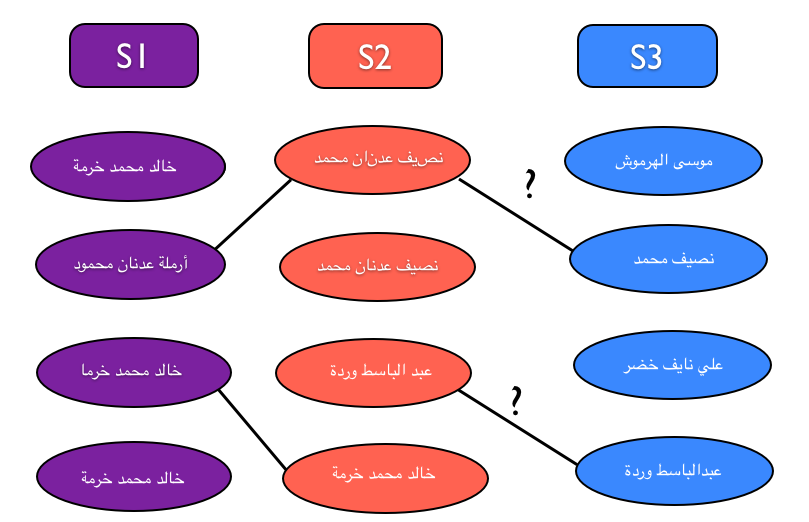 S1
S2
S3
خالد محمد خرمة
نصيف عدنان محمد
موسى الهرموش
?
أرملة عدنان محمود
نصيف عدنان محمد
نصيف محمد
خالد محمد خرما
عبد الباسط وردة
علي نايف خضر
?
خالد محمد خرمة
خالد محمد خرمة
عبدالباسط وردة